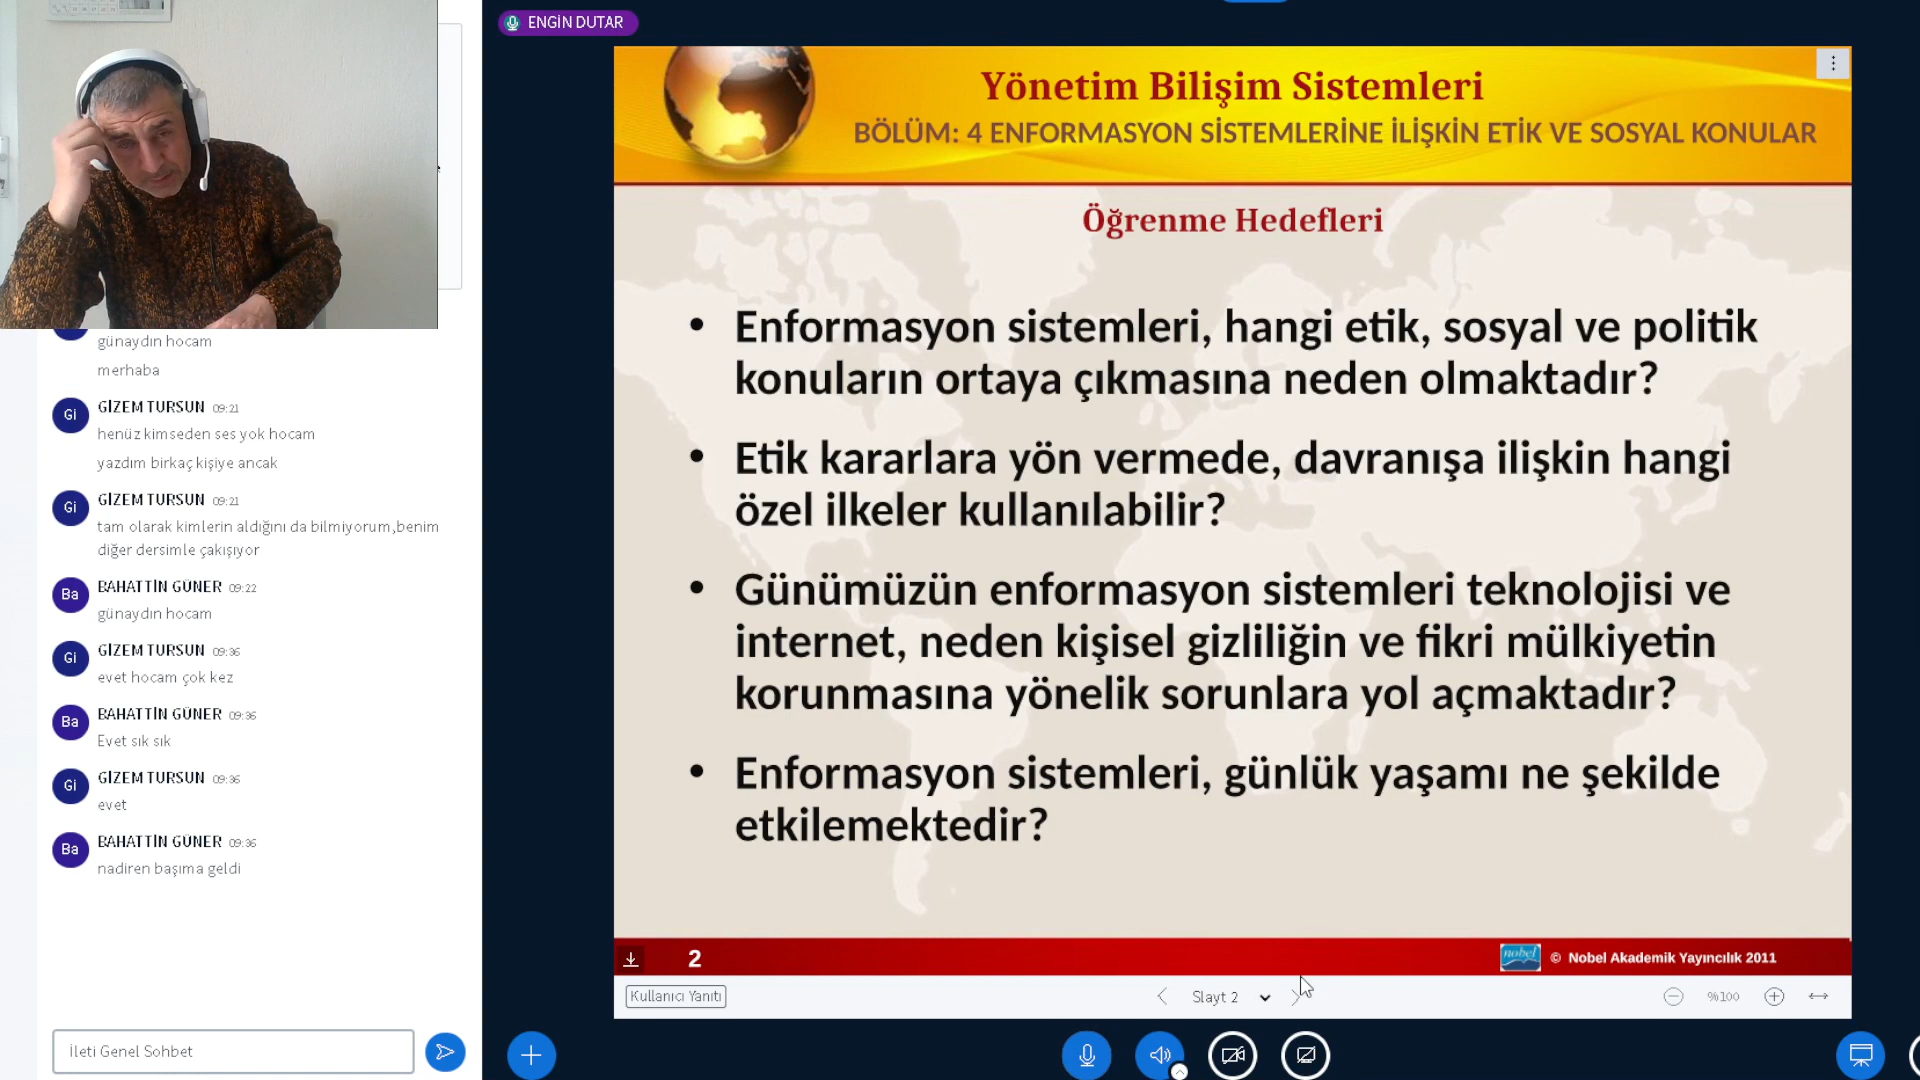 günaydın hocam
merhaba
GİZEM TURSUN 09:21
henüz kimseden ses yok hocam
yazdım birkaç kişiye ancak
GİZEM TURSUN 09:21
tam olarak kimlerin aldığını da bilmiyorum,benim
diğer dersimle çakışıyor
BAHATTİN GÜNER 09:22
günaydın hocam
GİZEM TURSUN 09:36
evet hocam çok kez
BAHATTİN GÜNER 09:36
Evet sık sık
GİZEM TURSUN 09:36
evet
BAHATTİN GÜNER 09:36
nadiren başıma geldi
Gi
Gi
Ba
Gi
Ba
Gi
Ba
İleti Genel Sohbet
ENGİN DUTAR
Yönetim Bilişim Sistemleri
BÖLÜM: 4 ENFORMASYON SİSTEMLERİNE İLİŞKİN ETİK VE SOSYAL KONULAR
Öğrenme Hedefleri
• Enformasyon sistemleri, hangi etik, sosyal ve politik
konuların ortaya çıkmasına neden olmaktadır?
• Etik kararlara yön vermede, davranışa ilişkin hangi
özel ilkeler kullanılabilir?
• Günümüzün enformasyon sistemleri teknolojisi ve
internet, neden kişisel gizliliğin ve fikri mülkiyetin
korunmasına yönelik sorunlara yol açmaktadır?
• Enformasyon sistemleri, günlük yaşamı ne şekilde
etkilemektedir?
2
nobel
© Nobel Akademik Yayıncılık 2011
Kullanıcı Yanıtı
Slayt 2
%100